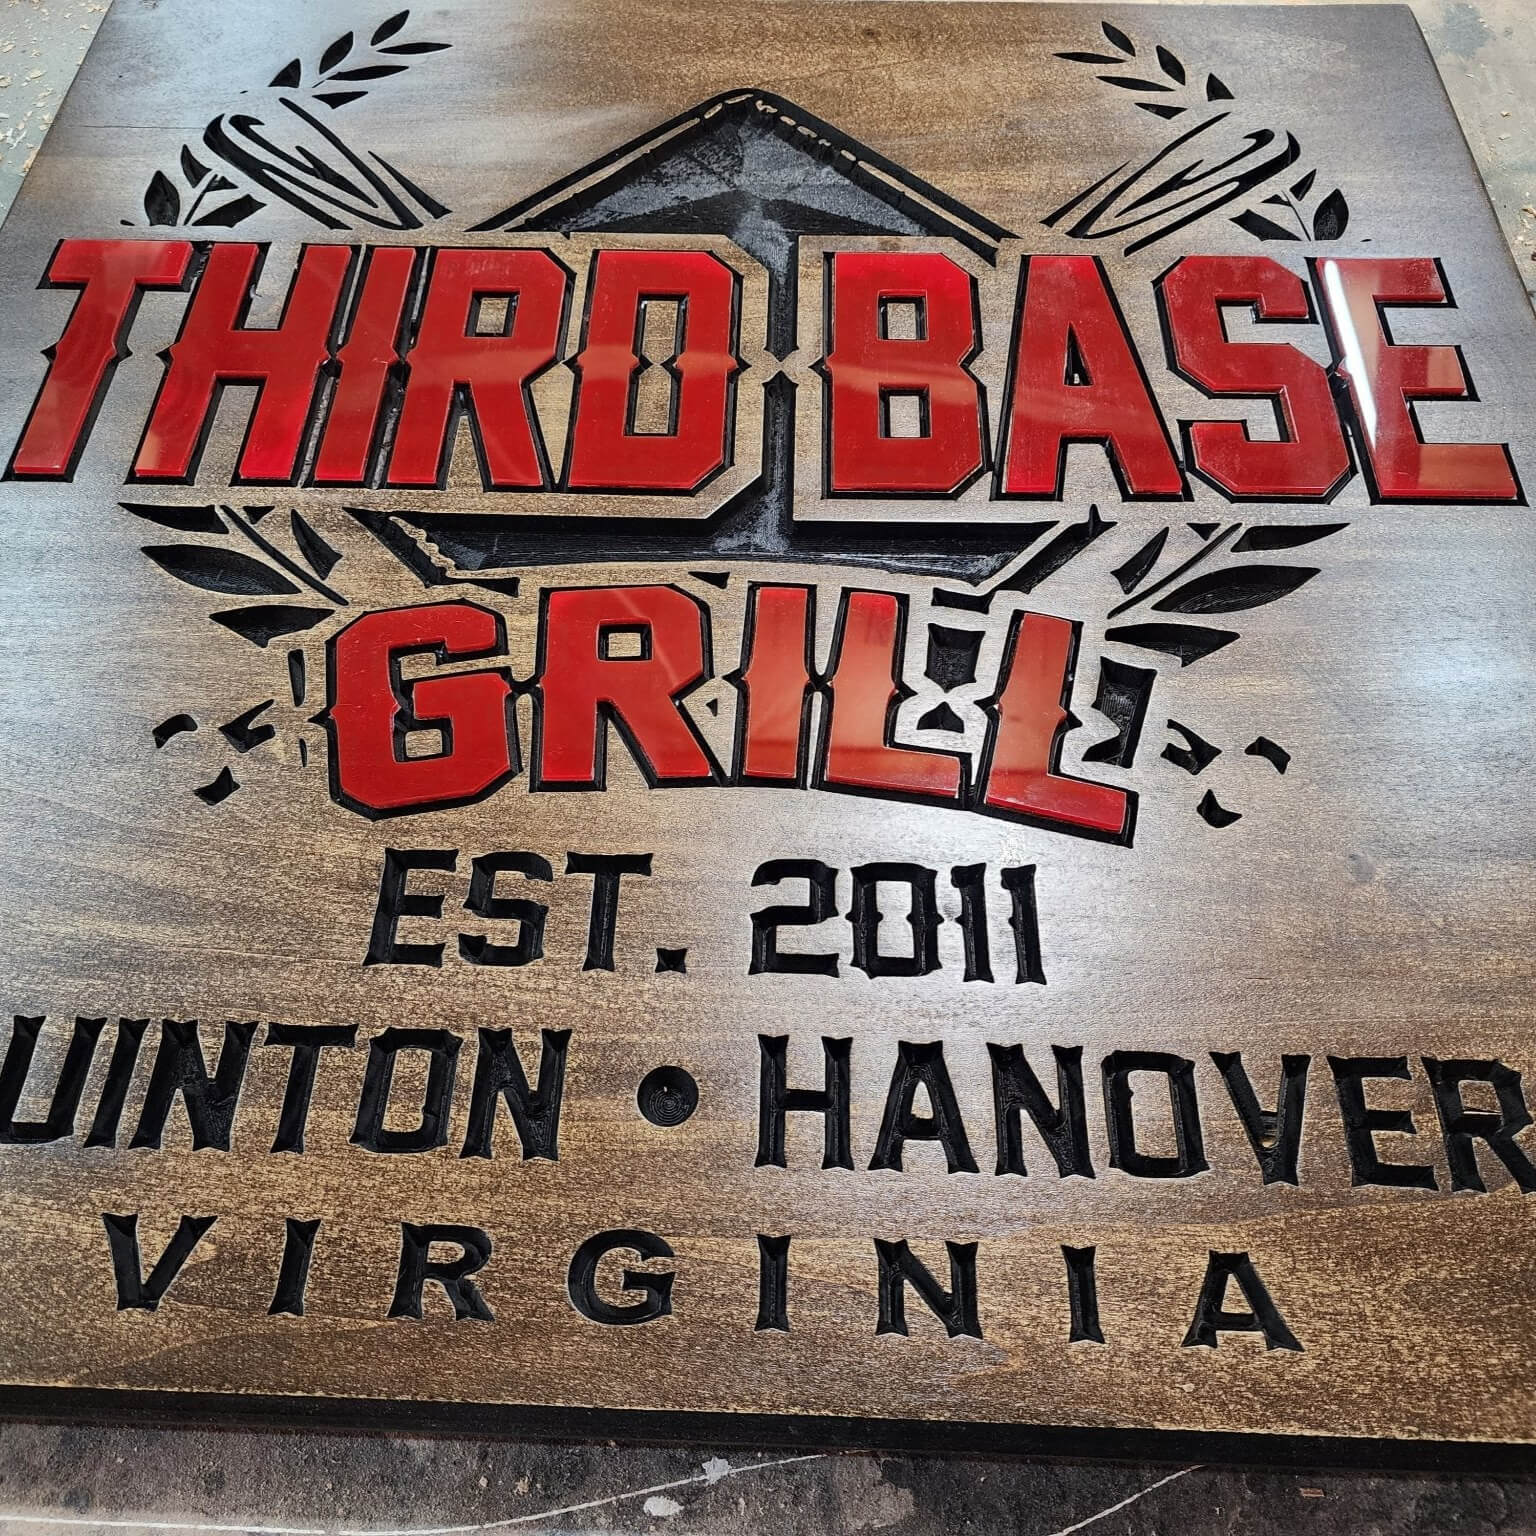 THIRD BASE
GRILL
EST. 2011
UINTON • HANOVER
VIRGINIA